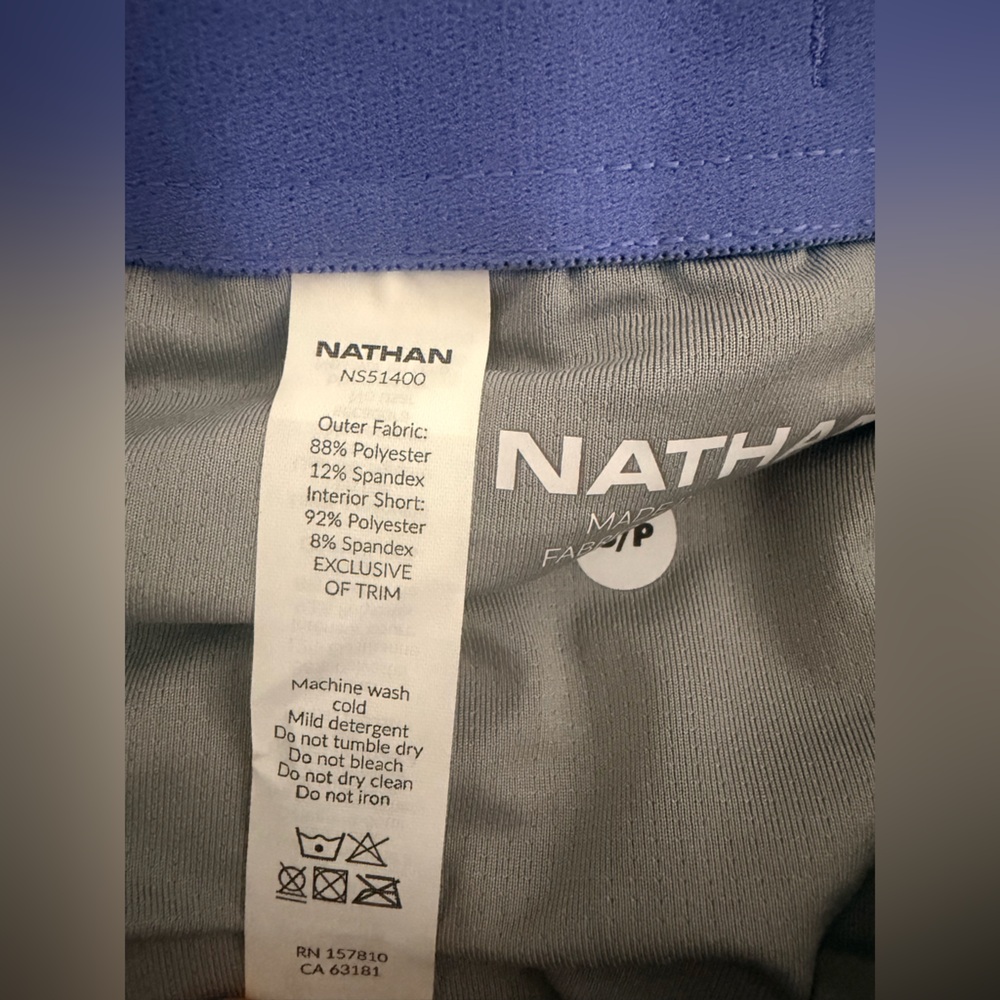 NATHAN
NS51400
Outer Fabric:
88% Polyester
12% Spandex
Interior Short:
92% Polyester
8% Spandex
EXCLUSIVE
OF TRIM
Machine wash
cold
Mild detergent
Do not tumble dry
Do not bleach
Do not dry clean
Do not iron
RN 157810
CA 63181
NATHA
MADE
FAB
/P